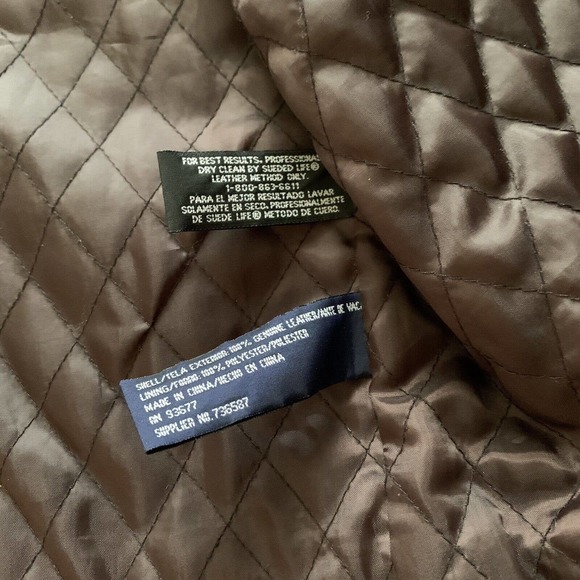 FOR BEST RESULTS, PROFESSIONAL
DRY CLEAN BY SUEDED LIFE®
LEATHER METHOD ONLY.
1-800-863-6611
PARA EL MEJOR RESULTADO LAVAR
SOLAMENTE EN SECO. PROFESIONALMENTE
DE SUEDE LIFE® METODO DE CUERO.
SHELL/TELA EXTERIOR: 100% GENUINE LEATHER/ANTE DE VAC
LINING/FORRO: 100% POLYESTER/POLIESTER
MADE IN CHINA/HECHO EN CHINA
RN 93677
SUPPLIER NO.736587